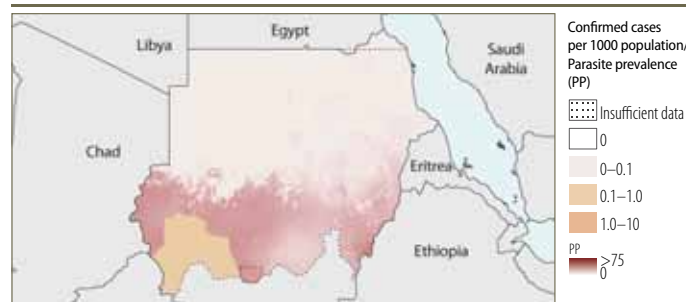 Libya
Egypt
Saudi
Arabia
Chad
Eritrea
Ethiopia
Confirmed cases
per 1000 population/
Parasite prevalence
(PP)
Insufficient data
0
0–0.1
0.1–1.0
1.0–10
PP
>75
0